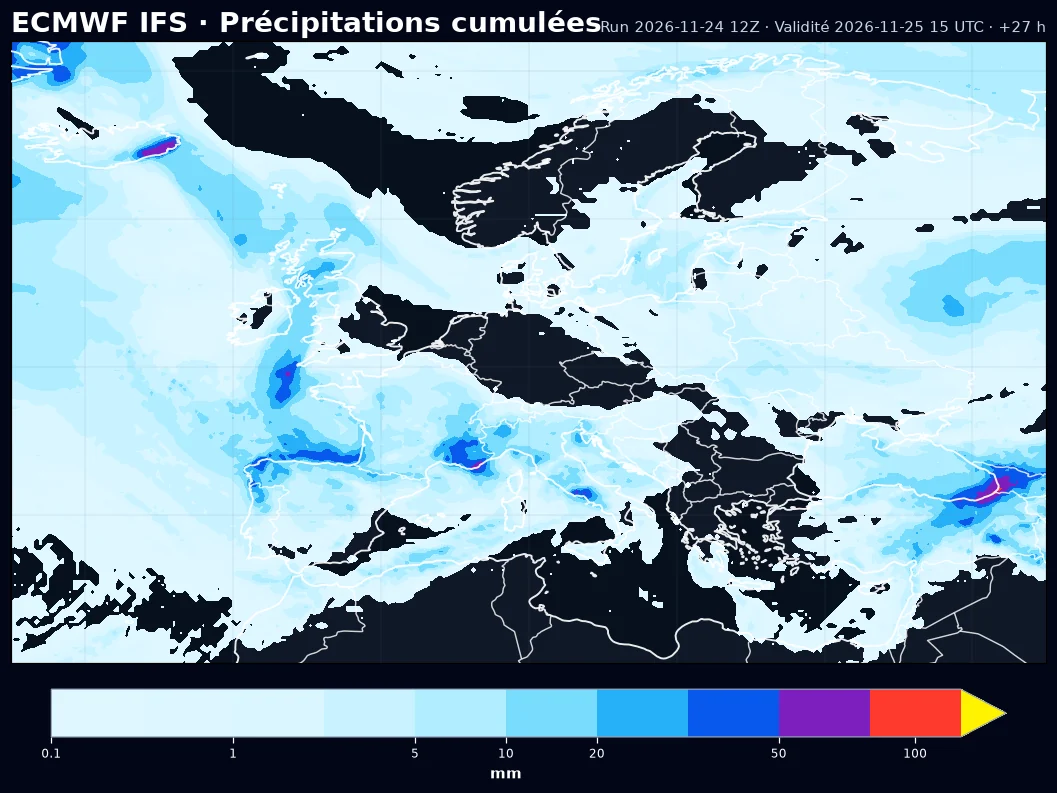 ECMWF IFS · Précipitations cumulées
Run 2026-11-24 12Z · Validité 2026-11-25 15 UTC · +27 h
0.1 1 5 10 20 50 100
mm